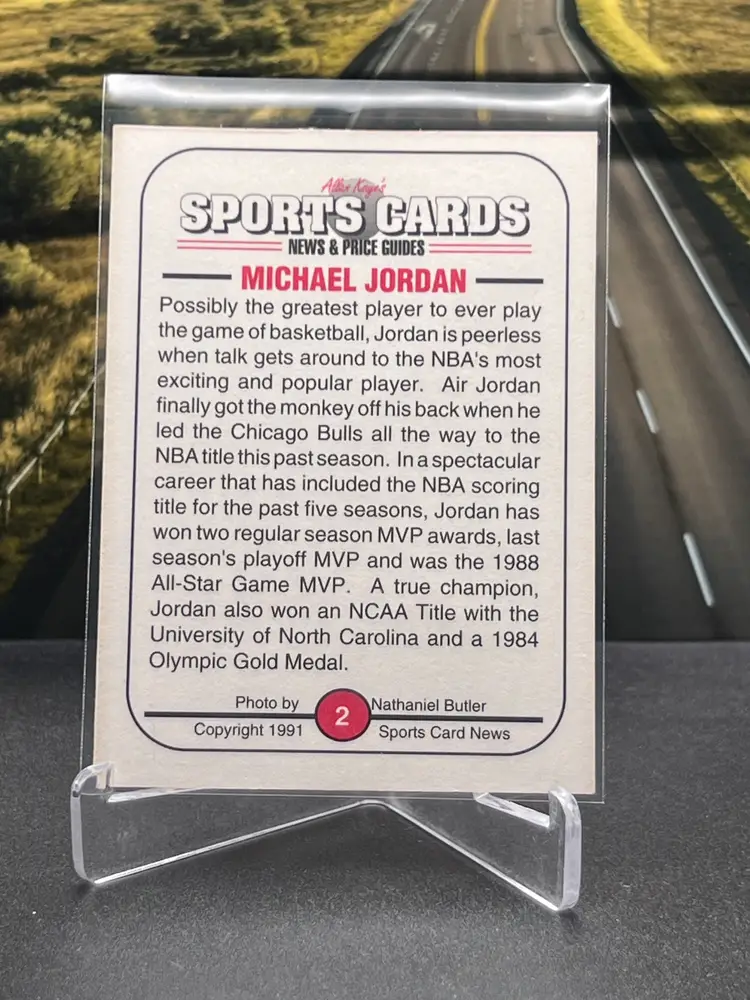 Allan Kaye's
SPORTS CARDS
NEWS & PRICE GUIDES
MICHAEL JORDAN
Possibly the greatest player to ever play
the game of basketball, Jordan is peerless
when talk gets around to the NBA's most
exciting and popular player. Air Jordan
finally got the monkey off his back when he
led the Chicago Bulls all the way to the
NBA title this past season. In a spectacular
career that has included the NBA scoring
title for the past five seasons, Jordan has
won two regular season MVP awards, last
season's playoff MVP and was the 1988
All-Star Game MVP. A true champion,
Jordan also won an NCAA Title with the
University of North Carolina and a 1984
Olympic Gold Medal.
Photo by 2 Nathaniel Butler
Copyright 1991 Sports Card News